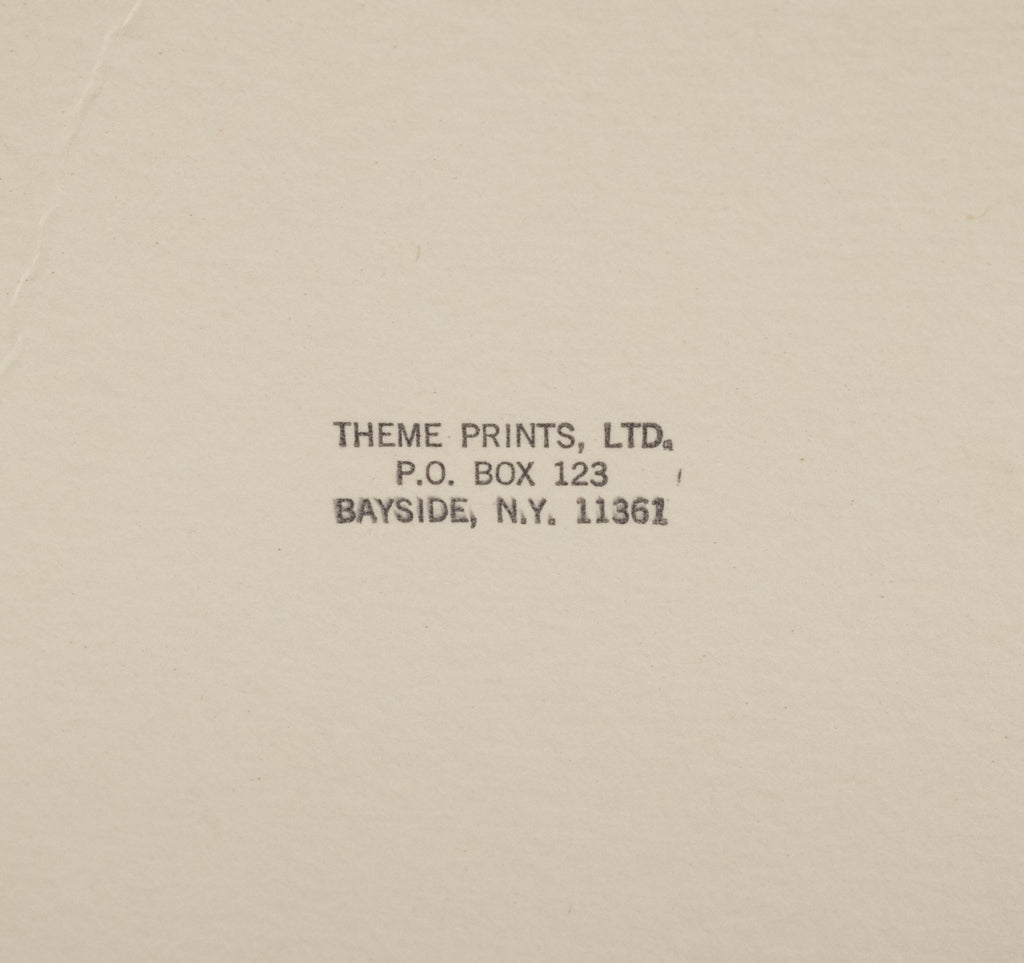 THEME PRINTS, LTD.
P.O. BOX 123
BAYSIDE, N.Y. 11361